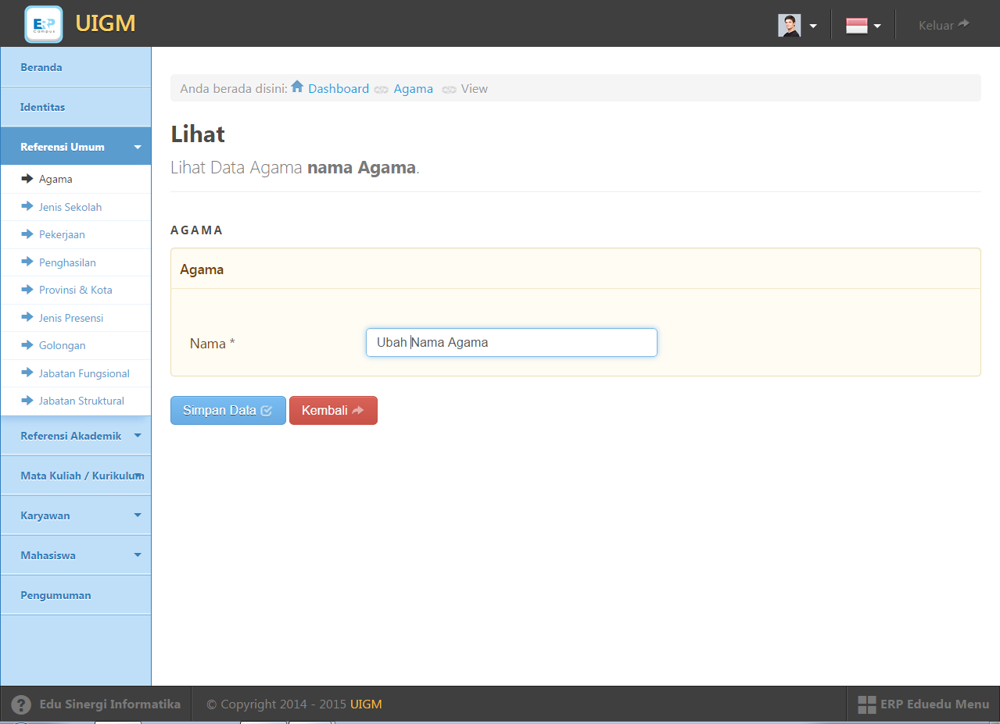 ERP
Campus
UIGM
Keluar
Beranda
Identitas
Referensi Umum
Agama
Jenis Sekolah
Pekerjaan
Penghasilan
Provinsi & Kota
Jenis Presensi
Golongan
Jabatan Fungsional
Jabatan Struktural
Referensi Akademik
Mata Kuliah / Kurikulum
Karyawan
Mahasiswa
Pengumuman
Anda berada disini: Dashboard Agama View
Lihat
Lihat Data Agama nama Agama.
AGAMA
Agama
Nama * Ubah Nama Agama
Simpan Data Kembali
? Edu Sinergi Informatika © Copyright 2014 - 2015 UIGM ERP Eduedu Menu